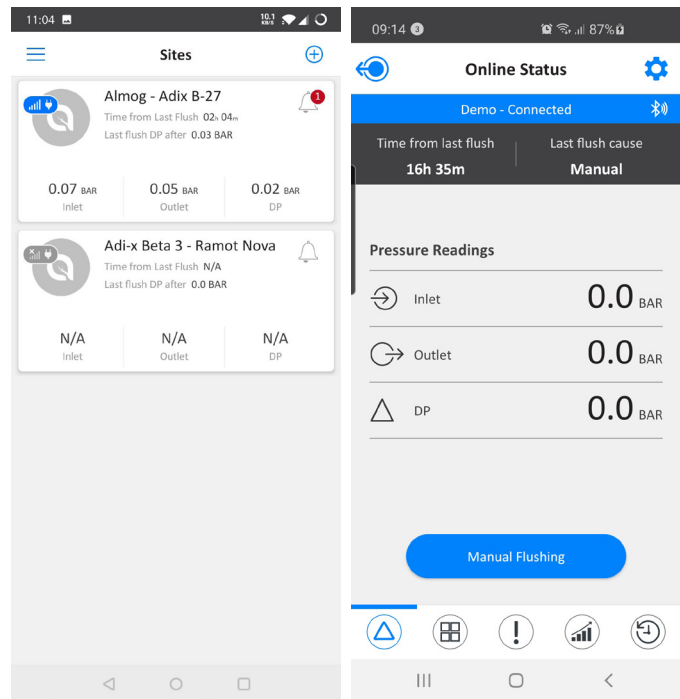 11:04
10.1
KB/S
Sites
Almog - Adix B-27
1
Time from Last Flush 02h 04m
Last flush DP after 0.03 BAR
0.07 BAR
0.05 BAR
0.02 BAR
Inlet
Outlet
DP
Adi-x Beta 3 - Ramot Nova
Time from Last Flush N/A
Last flush DP after 0.0 BAR
N/A
N/A
N/A
Inlet
Outlet
DP
09:14 3
87%
Online Status
Demo - Connected
Time from last flush
Last flush cause
16h 35m
Manual
Pressure Readings
Inlet
0.0 BAR
Outlet
0.0 BAR
DP
0.0 BAR
Manual Flushing